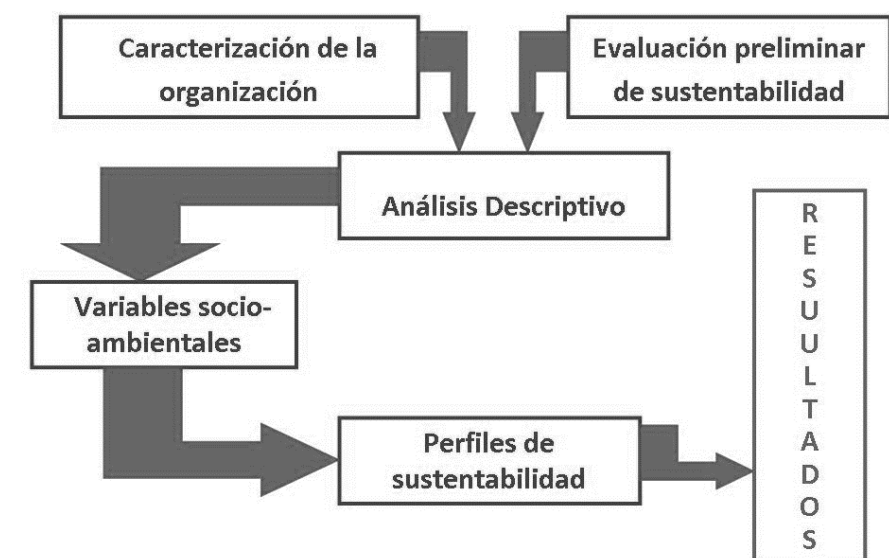 Caracterización de la
organización
Evaluación preliminar
de sustentabilidad
Análisis Descriptivo
Variables socio-
ambientales
Perfiles de
sustentabilidad
R
E
S
U
U
L
T
A
D
O
S